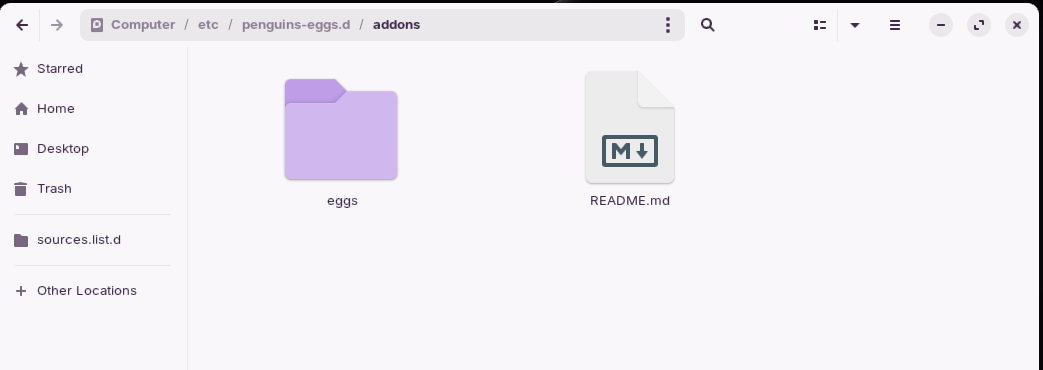 Computer / etc / penguins-eggs.d / addons
Starred
Home
Desktop
Trash
sources.list.d
Other Locations
M
eggs
README.md